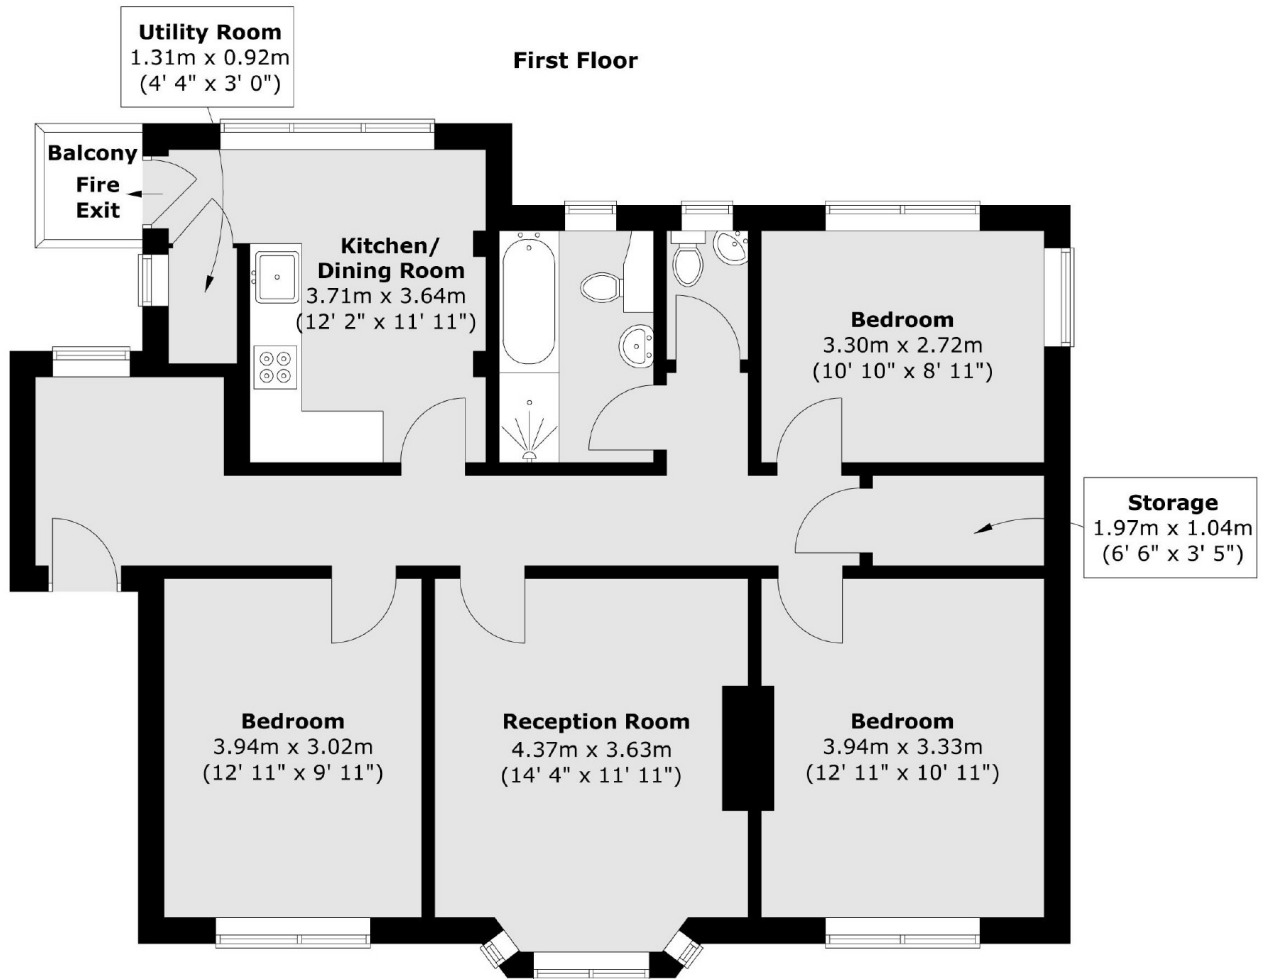 Utility Room
1.31m x 0.92m
(4' 4" x 3' 0")
First Floor
Balcony
Fire
Exit
Kitchen/
Dining Room
3.71m x 3.64m
(12' 2" x 11' 11")
Bedroom
3.30m x 2.72m
(10' 10" x 8' 11")
Storage
1.97m x 1.04m
(6' 6" x 3' 5")
Bedroom
3.94m x 3.02m
(12' 11" x 9' 11")
Reception Room
4.37m x 3.63m
(14' 4" x 11' 11")
Bedroom
3.94m x 3.33m
(12' 11" x 10' 11")